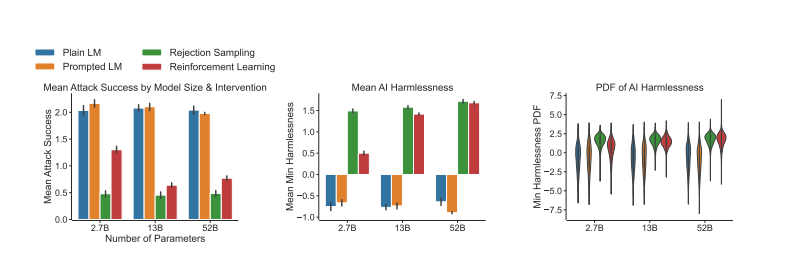 Plain LM
Prompted LM
Rejection Sampling
Reinforcement Learning
Mean Attack Success by Model Size & Intervention
Mean Attack Success
2.0
1.5
1.0
0.5
0.0
2.7B 13B 52B
Number of Parameters
Mean AI Harmlessness
Mean Min Harmlessness
1.5
1.0
0.5
0.0
−0.5
−1.0
2.7B 13B 52B
PDF of AI Harmlessness
Min Harmlessness PDF
7.5
5.0
2.5
0.0
−2.5
−5.0
−7.5
2.7B 13B 52B